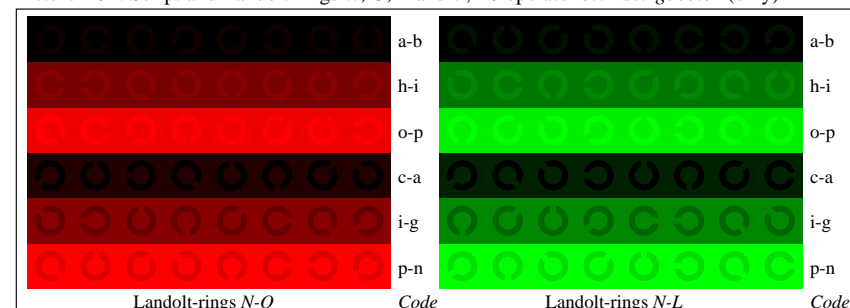 a-b a-b
h-i h-i
o-p o-p
c-a c-a
i-g i-g
p-n p-n
Landolt-rings N-O Code Landolt-rings N-L Code